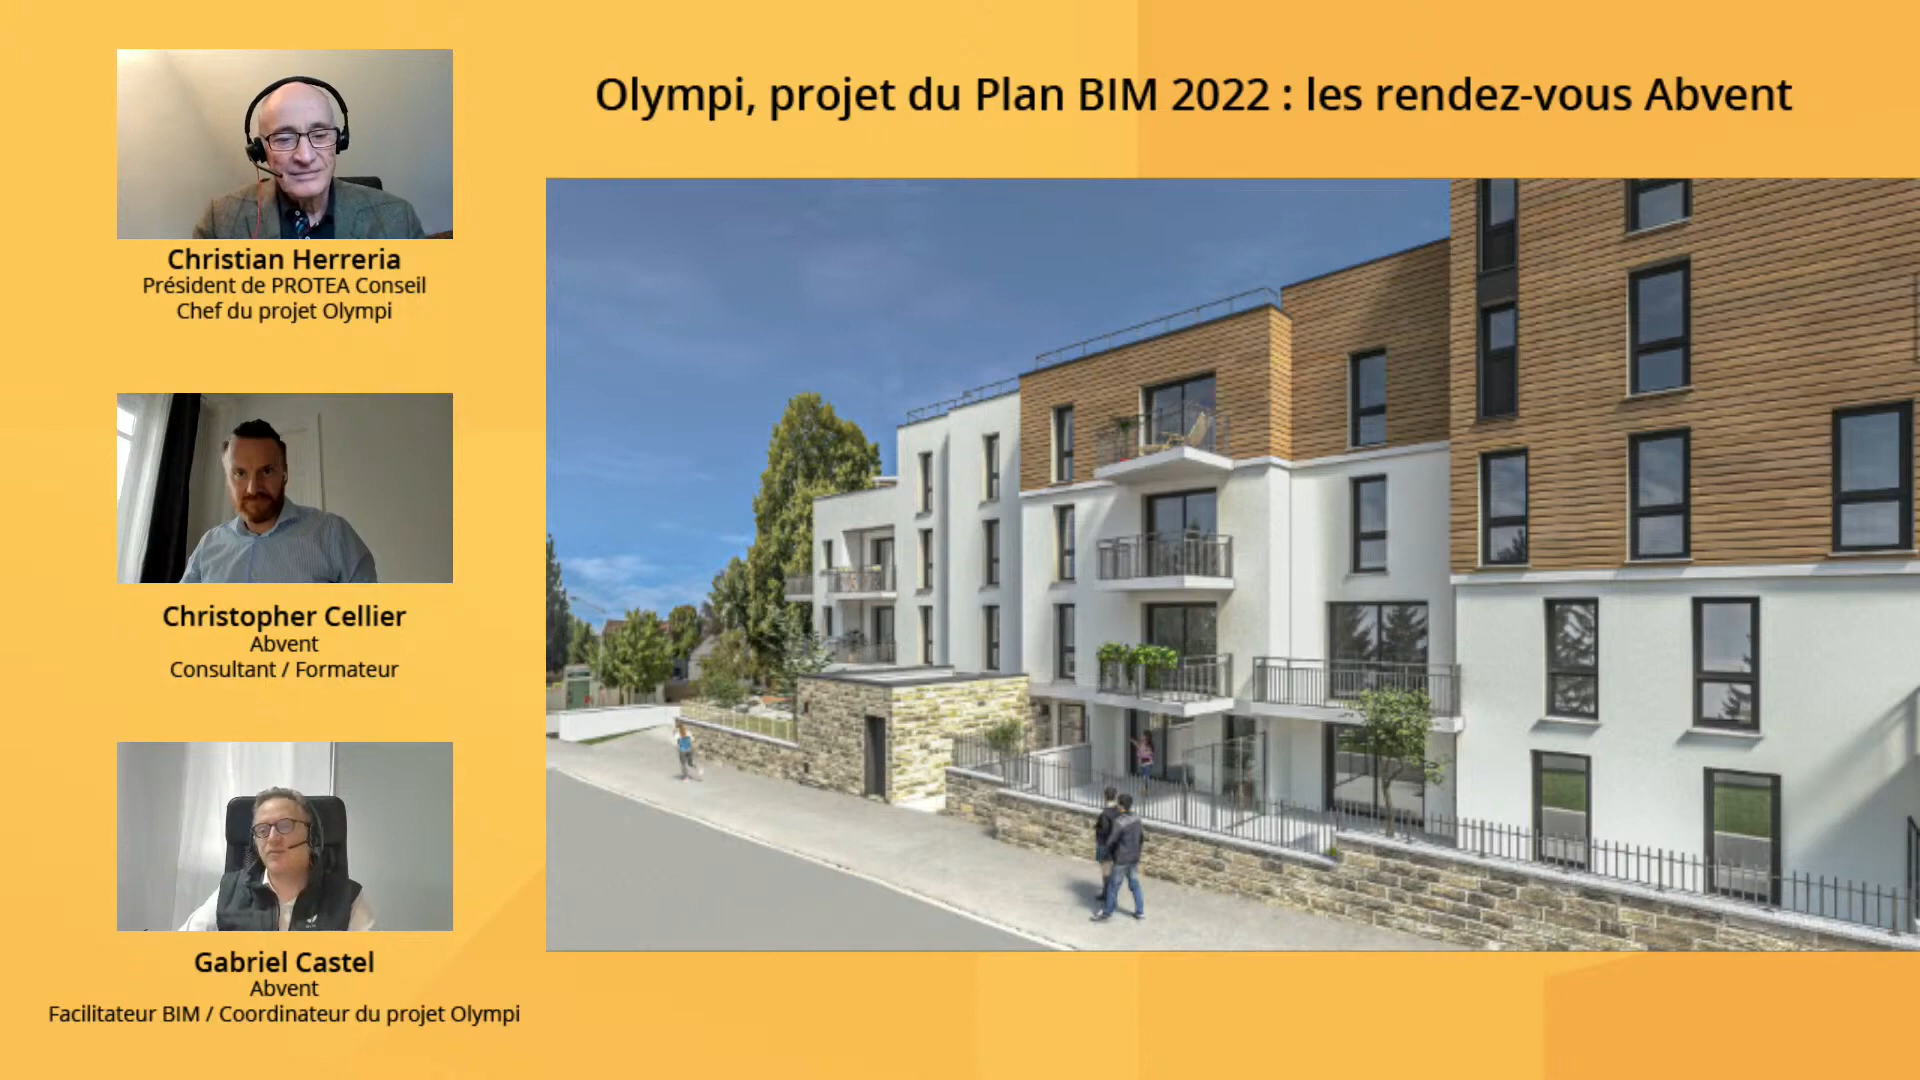 Olympi, projet du Plan BIM 2022 : les rendez-vous Abvent
Christian Herreria
Président de PROTEA Conseil
Chef du projet Olympi
Christopher Cellier
Abvent
Consultant / Formateur
Gabriel Castel
Abvent
Facilitateur BIM / Coordinateur du projet Olympi